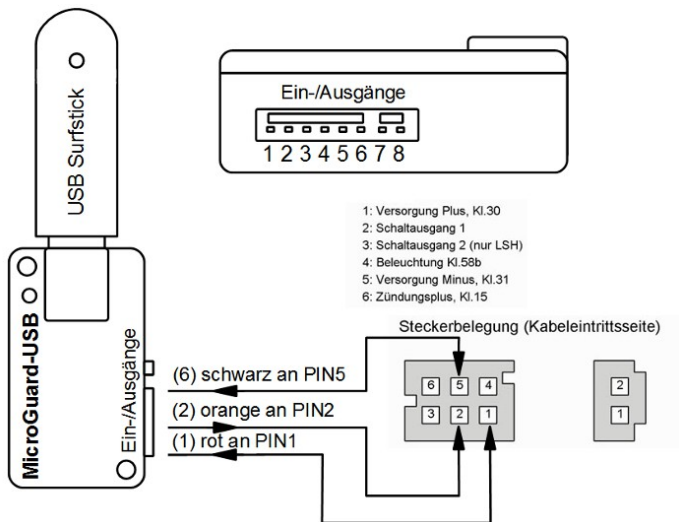 USB Surfstick
Ein-/Ausgänge
1 2 3 4 5 6 7 8
1: Versorgung Plus, Kl.30
2: Schaltausgang 1
3: Schaltausgang 2 (nur LSH)
4: Beleuchtung Kl.58b
5: Versorgung Minus, Kl.31
6: Zündungsplus, Kl.15
Steckerbelegung (Kabeleintrittsseite)
MicroGuard-USB
Ein-/Ausgänge
(6) schwarz an PIN5
(2) orange an PIN2
(1) rot an PIN1
6 5 4
3 2 1
2
1